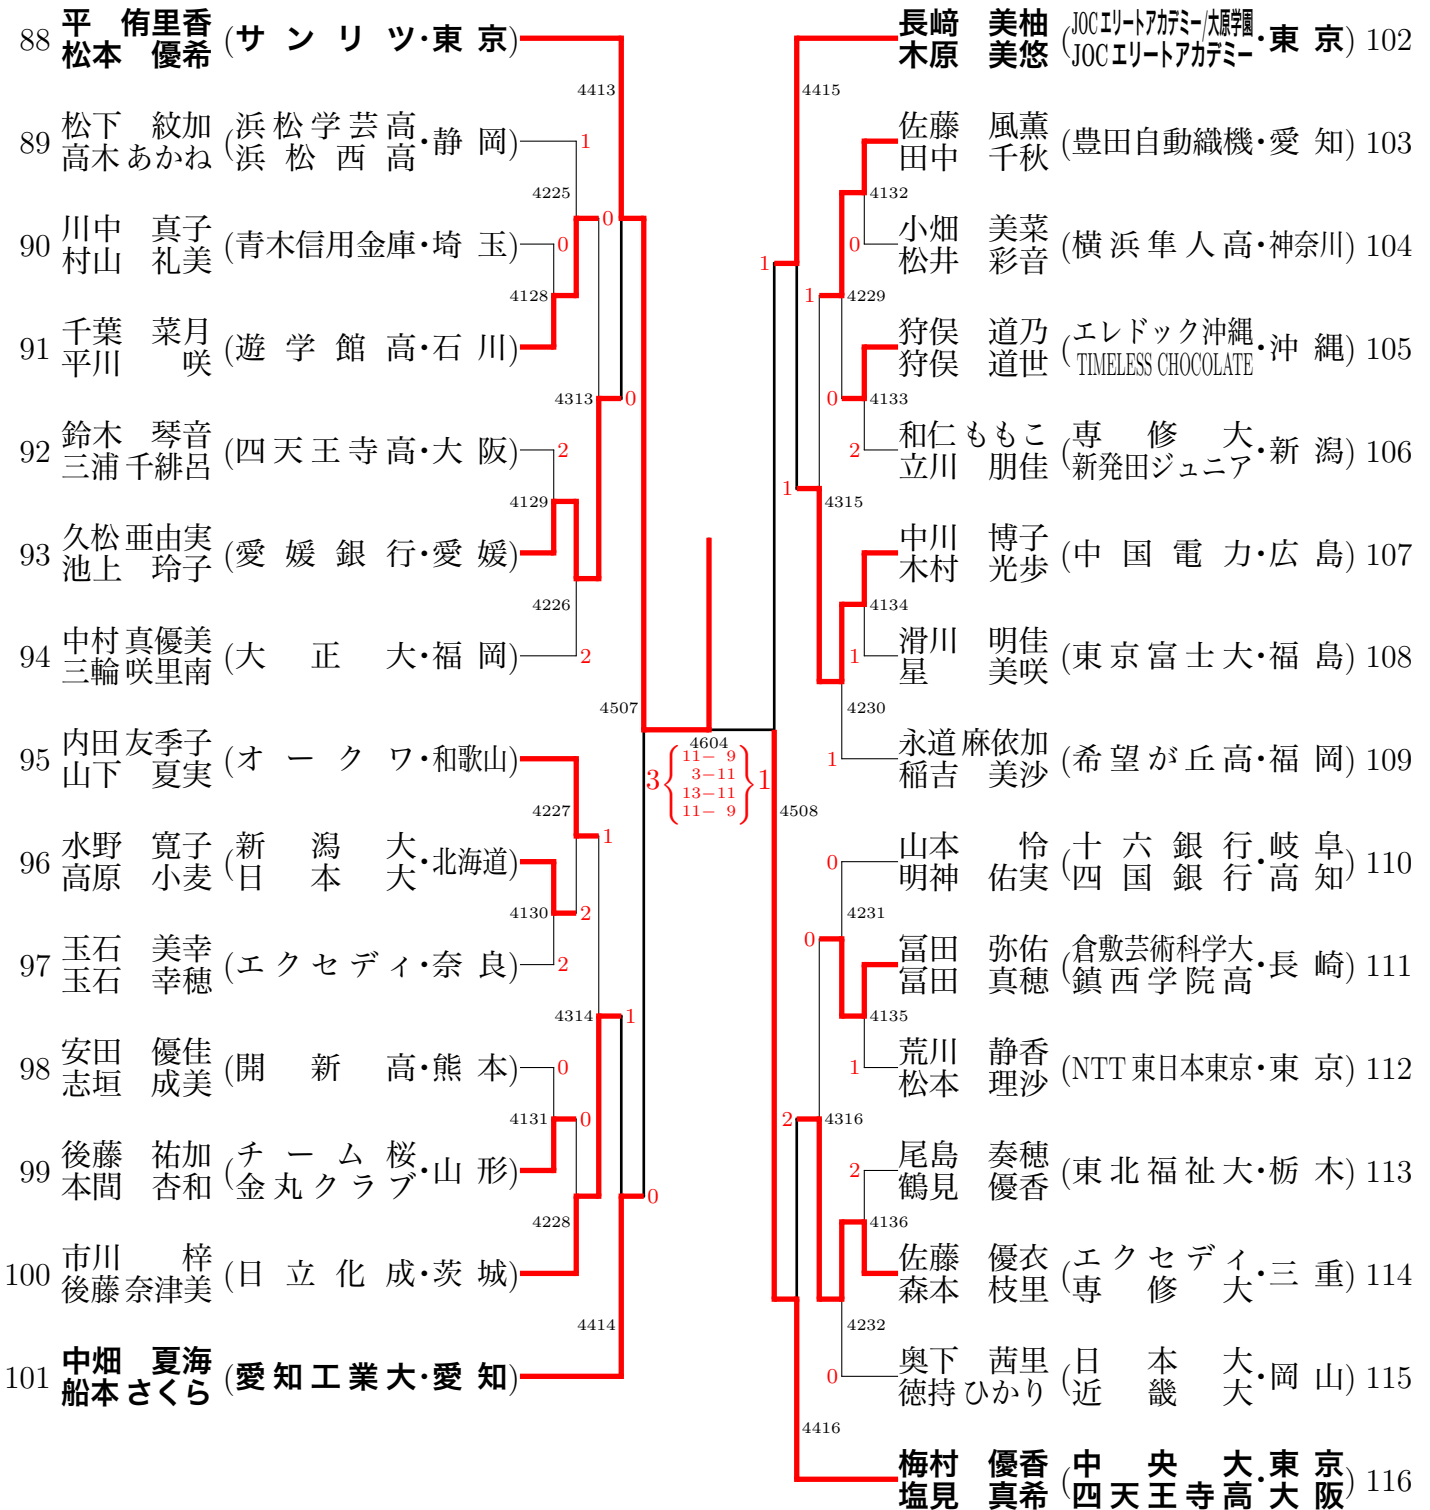 88 平 侑里香 (サンリツ・東京)
松本 優希
89 松下 紋加 (浜松学芸高・静岡)
高木 あかね 浜松西高
90 川中 真子 (青木信用金庫・埼玉)
村山 礼美
91 千葉 菜月 (遊学館高・石川)
平川 咲
92 鈴木 琴音 (四天王寺高・大阪)
三浦 千緋呂
93 久松 亜由実 (愛媛銀行・愛媛)
池上 玲子
94 中村 真優美 (大正大・福岡)
三輪 咲里南
95 内田 友季子 (オークワ・和歌山)
山下 夏実
96 水野 寛子 (新潟大・北海道)
高原 小麦 日本大
97 玉石 美幸 (エクセディ・奈良)
玉石 幸穂
98 安田 優佳 (開新高・熊本)
志垣 成美
99 後藤 祐加 (チーム桜・山形)
本間 杏和 金丸クラブ
100 市川 梓 (日立化成・茨城)
後藤 奈津美
101 中畑 夏海 (愛知工業大・愛知)
船本 さくら
4413
1
4225
0
0
4128
4313
0
2
4129
4226
2
4507
4227
1
4130
2
2
4314
1
0
4131
0
4228
0
4414
4604
3 { 11− 9 } 1
3−11
13−11
11− 9
長﨑 美柚 (JOCエリートアカデミー/大原学園・東京) 102
木原 美悠 JOCエリートアカデミー
佐藤 風薫 (豊田自動織機・愛知) 103
田中 千秋
小畑 美菜 (横浜隼人高・神奈川) 104
松井 彩音
狩俣 道乃 (エレドック沖縄・沖縄) 105
狩俣 道世 TIMELESS CHOCOLATE
和仁 ももこ (専修大・新潟) 106
立川 朋佳 新発田ジュニア
中川 博子 (中国電力・広島) 107
木村 光歩
滑川 明佳 (東京富士大・福島) 108
星 美咲
永道 麻依加 (希望が丘高・福岡) 109
稲吉 美沙
山本 怜 (十六銀行・岐阜) 110
明神 佑実 四国銀行・高知
冨田 弥佑 (倉敷芸術科学大・長崎) 111
冨田 真穂 鎮西学院高
荒川 静香 (NTT東日本東京・東京) 112
松本 理沙
尾島 奏穂 (東北福祉大・栃木) 113
鶴見 優香
佐藤 優衣 (エクセディ・三重) 114
森本 枝里 専修大
奥下 茜里 (日本大・岡山) 115
徳持 ひかり 近畿大
梅村 優香 (中央大・東京) 116
塩見 真希 四天王寺高・大阪
4415
4132
0
1
1
4229
0
4133
2
1
4315
4134
1
4230
1
4508
0
4231
0
4135
1
2
4316
2
4136
4232
0
4416